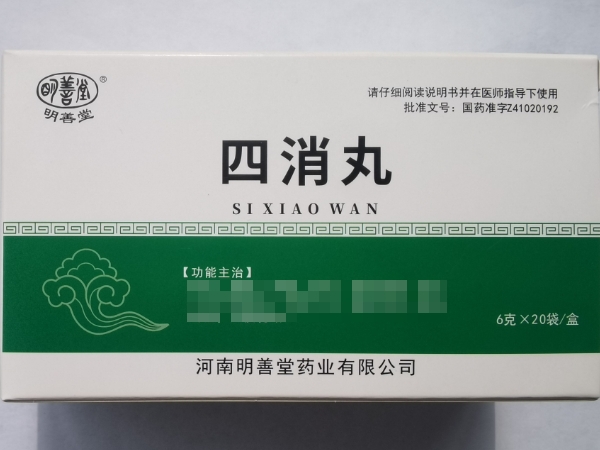 明善堂®
明善堂
请仔细阅读说明书并在医师指导下使用
批准文号：国药准字Z41020192
四消丸
SI XIAO WAN
【功能主治】
6克×20袋/盒
河南明善堂药业有限公司